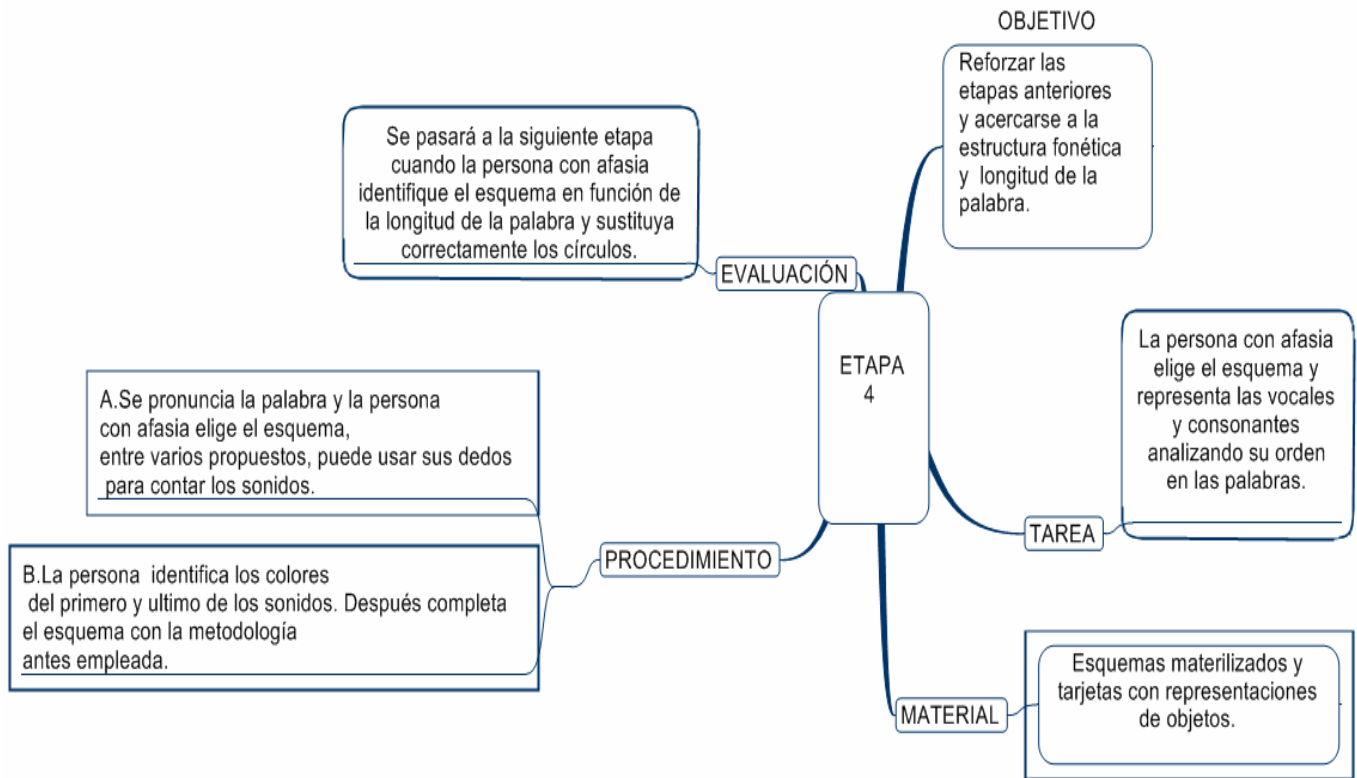 OBJETIVO
Reforzar las
etapas anteriores
y acercarse a la
estructura fonética
y longitud de la
palabra.
Se pasará a la siguiente etapa
cuando la persona con afasia
identifique el esquema en función de
la longitud de la palabra y sustituya
correctamente los círculos.
EVALUACIÓN
ETAPA
4
La persona con afasia
elige el esquema y
representa las vocales
y consonantes
analizando su orden
en las palabras.
TAREA
A.Se pronuncia la palabra y la persona
con afasia elige el esquema,
entre varios propuestos, puede usar sus dedos
para contar los sonidos.
PROCEDIMIENTO
B.La persona identifica los colores
del primero y ultimo de los sonidos. Después completa
el esquema con la metodología
antes empleada.
MATERIAL
Esquemas materilizados y
tarjetas con representaciones
de objetos.